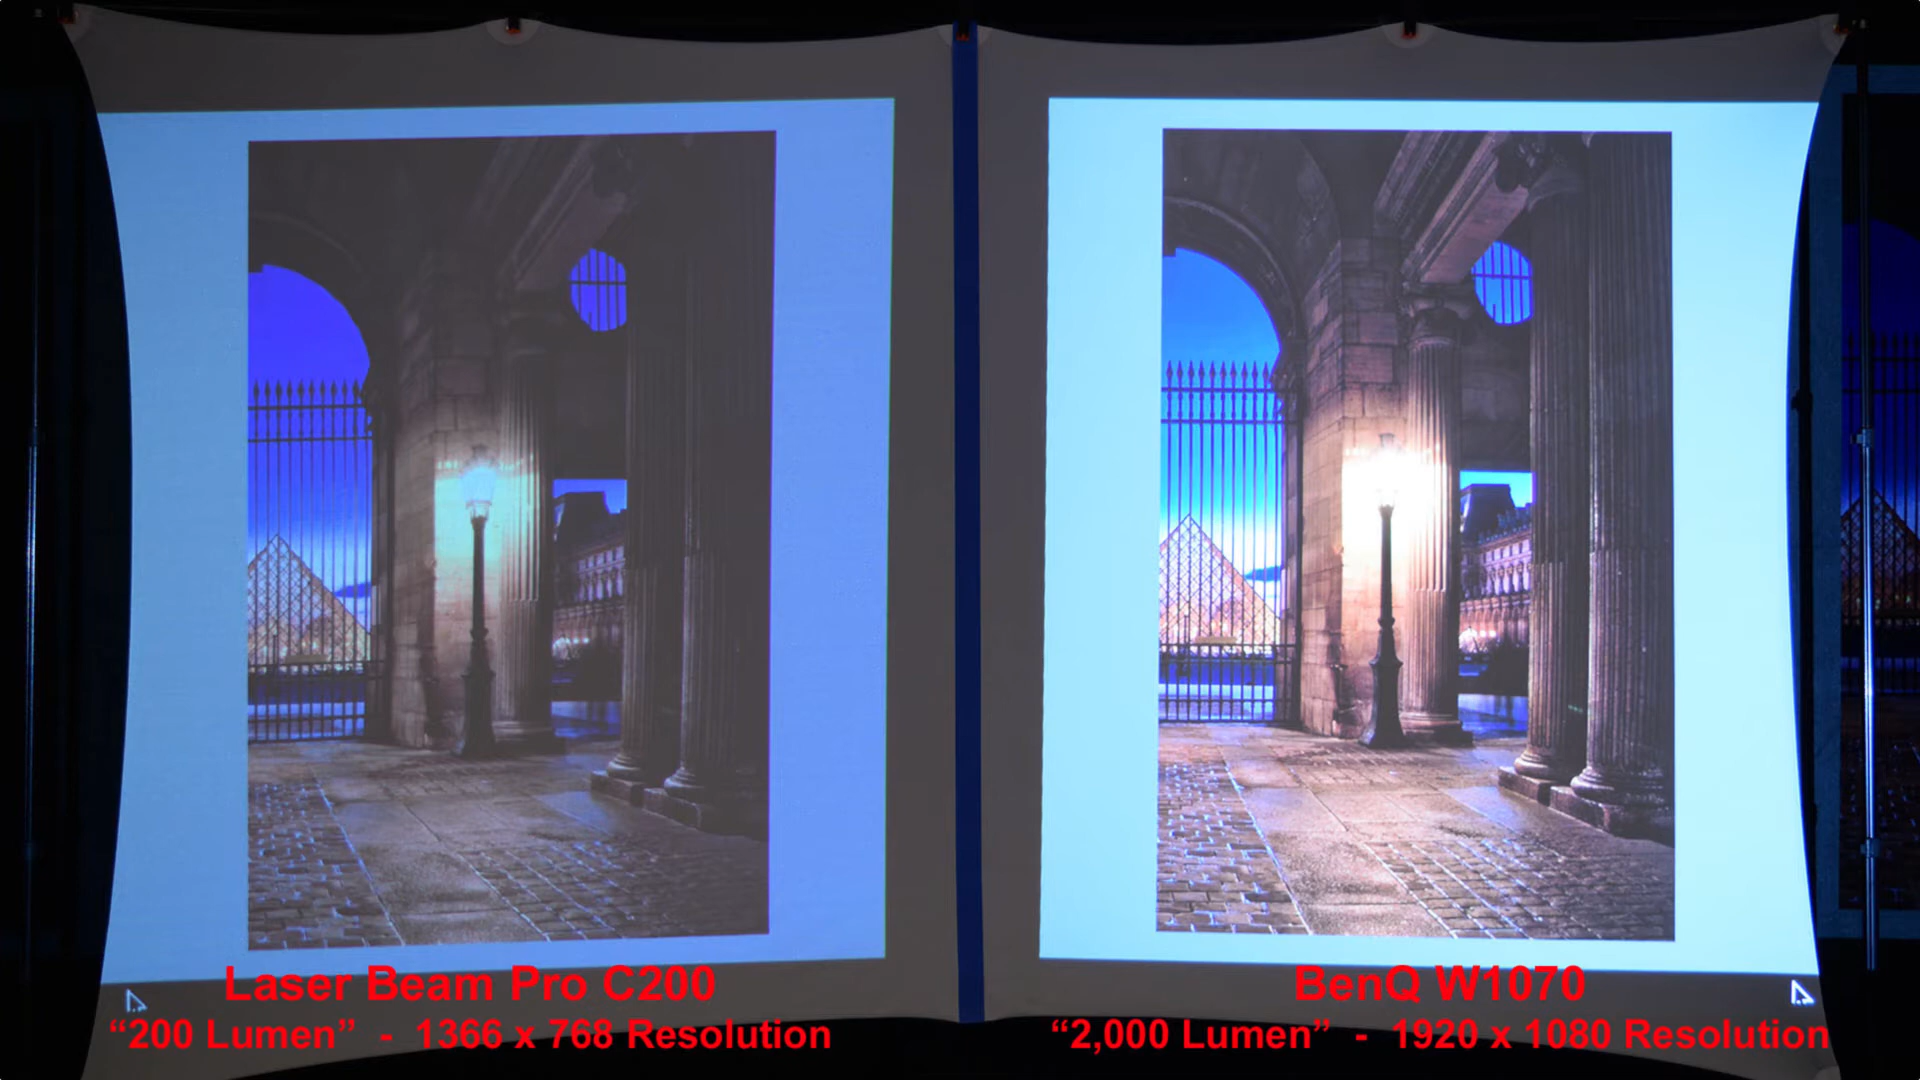 Laser Beam Pro C200
“200 Lumen” - 1366 x 768 Resolution
BenQ W1070
“2,000 Lumen” - 1920 x 1080 Resolution